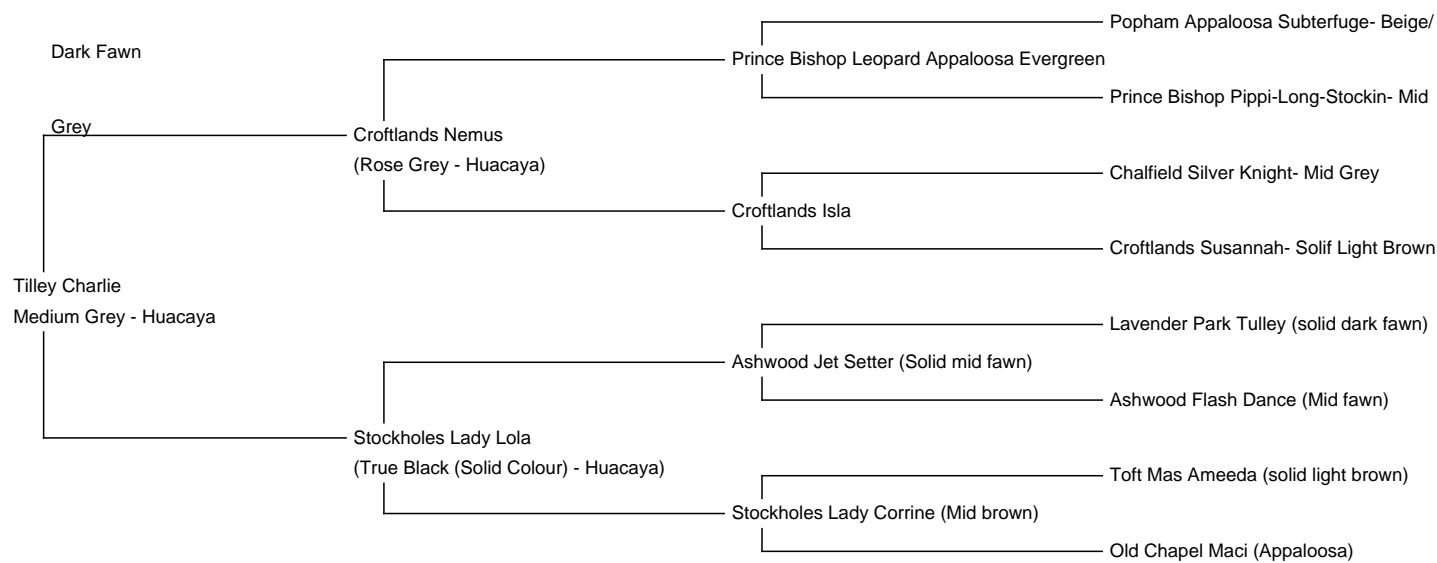 Popham Appaloosa Subterfuge- Beige/
Dark Fawn
Prince Bishop Leopard Appaloosa Evergreen
Prince Bishop Pippi-Long-Stockin- Mid
Grey
Croftlands Nemus
(Rose Grey - Huacaya)
Chalfield Silver Knight- Mid Grey
Croftlands Isla
Croftlands Susannah- Solif Light Brown
Tilley Charlie
Medium Grey - Huacaya
Lavender Park Tulley (solid dark fawn)
Ashwood Jet Setter (Solid mid fawn)
Ashwood Flash Dance (Mid fawn)
Stockholes Lady Lola
(True Black (Solid Colour) - Huacaya)
Toft Mas Ameeda (solid light brown)
Stockholes Lady Corrine (Mid brown)
Old Chapel Maci (Appaloosa)